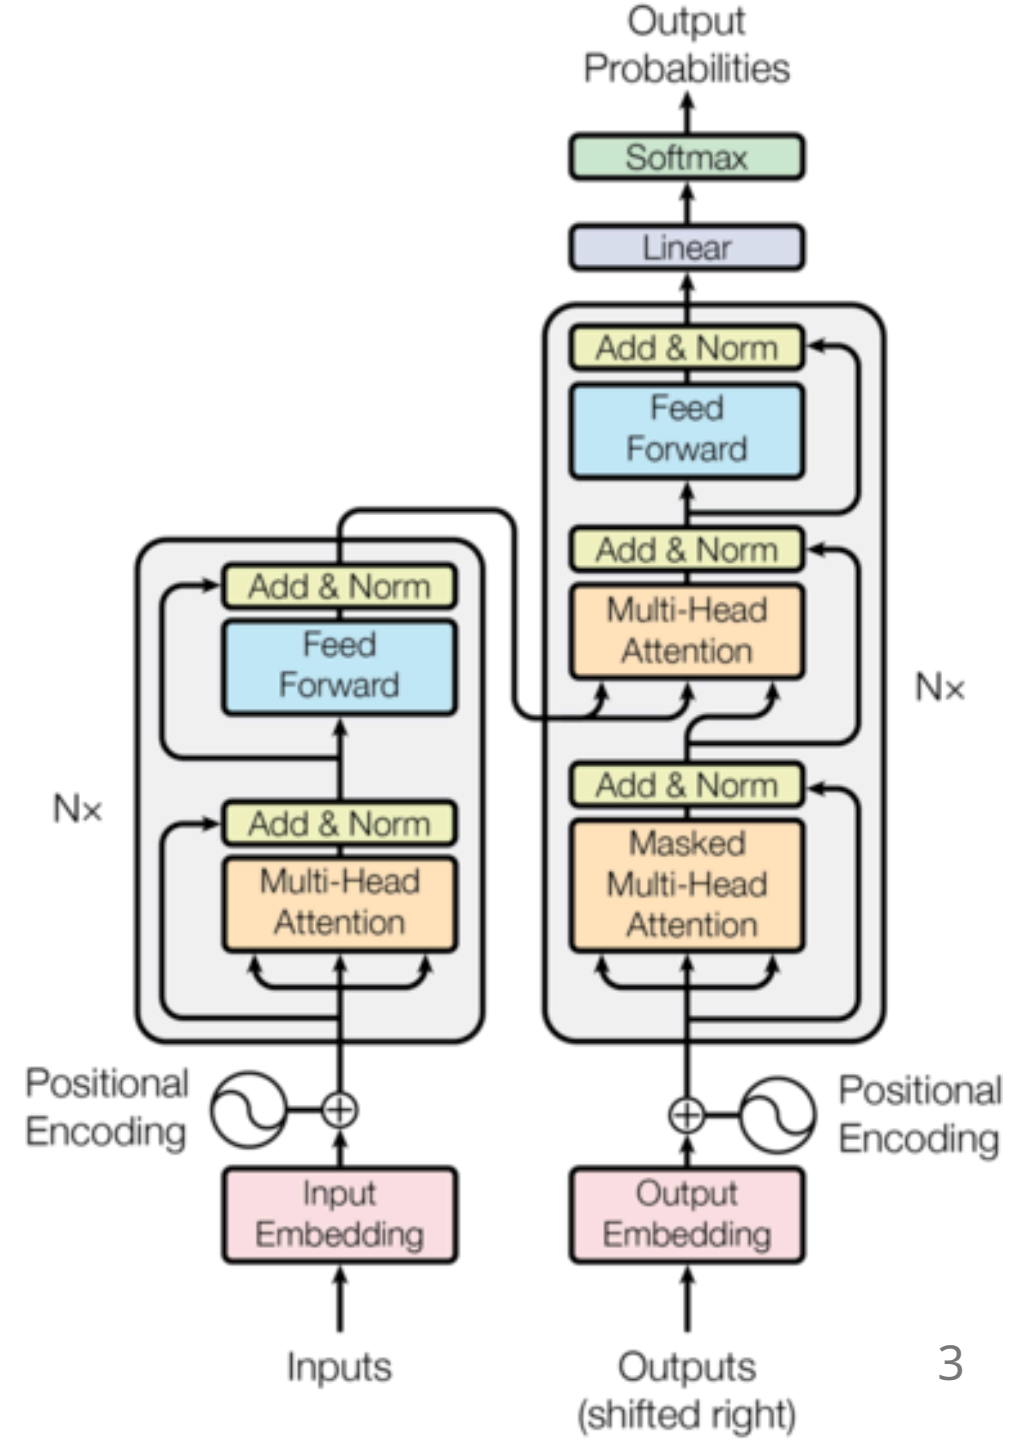 Output
Probabilities
Softmax
Linear
Add & Norm
Feed
Forward
Add & Norm
Multi-Head
Attention
Add & Norm
Masked
Multi-Head
Attention
Nx
Add & Norm
Feed
Forward
Add & Norm
Multi-Head
Attention
Nx
Positional
Encoding
Input
Embedding
Inputs
Positional
Encoding
Output
Embedding
Outputs
(shifted right)
3